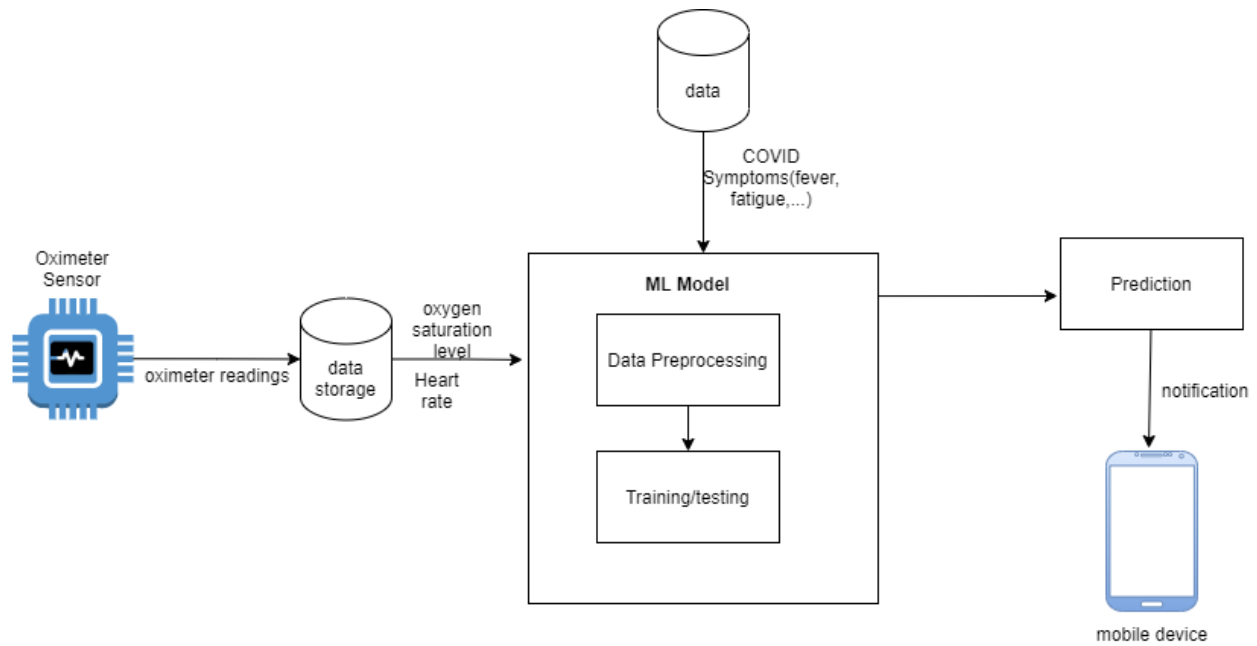 data
COVID
Symptoms(fever,
fatigue,...)
Oximeter
Sensor
oximeter readings
data
storage
oxygen
saturation
level
Heart
rate
ML Model
Data Preprocessing
Training/testing
Prediction
notification
mobile device